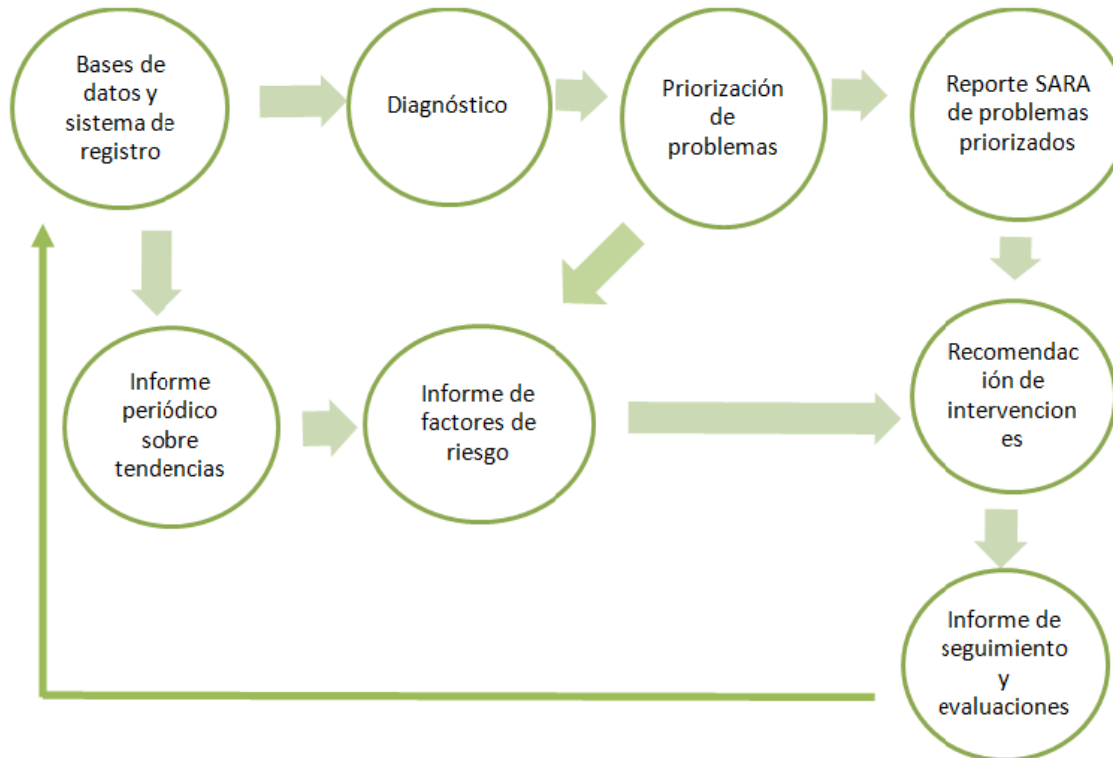 Bases de
datos y
sistema de
registro
Diagnóstico
Priorización
de
problemas
Reporte SARA
de problemas
priorizados
Informe
periódico
sobre
tendencias
Informe de
factores de
riesgo
Recomendac
ión de
intervencion
es
Informe de
seguimiento
y
evaluaciones